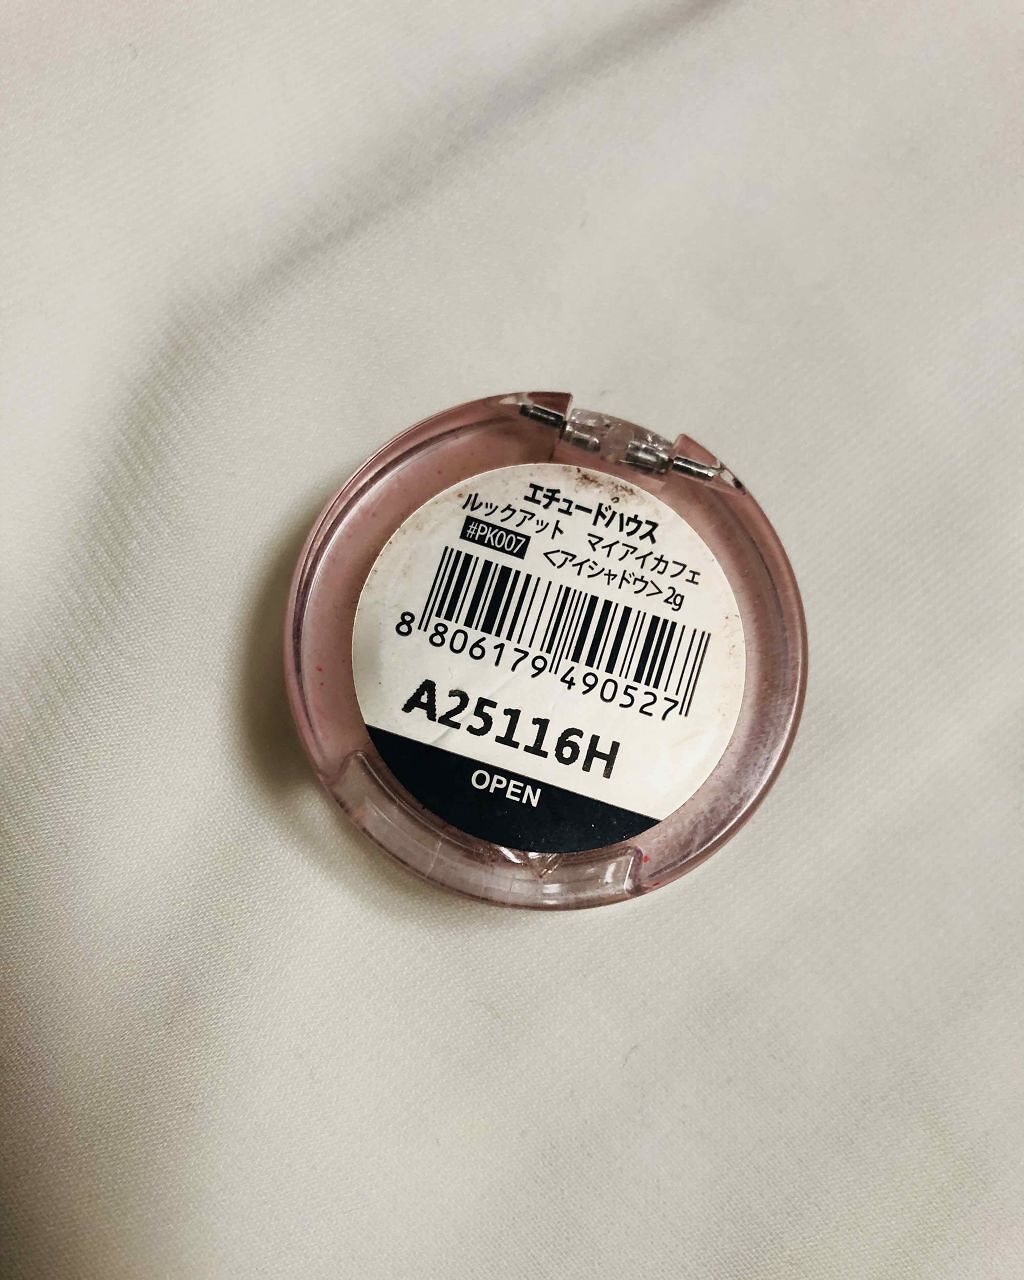 エチュードハウス
ルックアット マイアイカフェ
#PK007 <アイシャドウ>2g
8 806179 490527
A25116H
OPEN